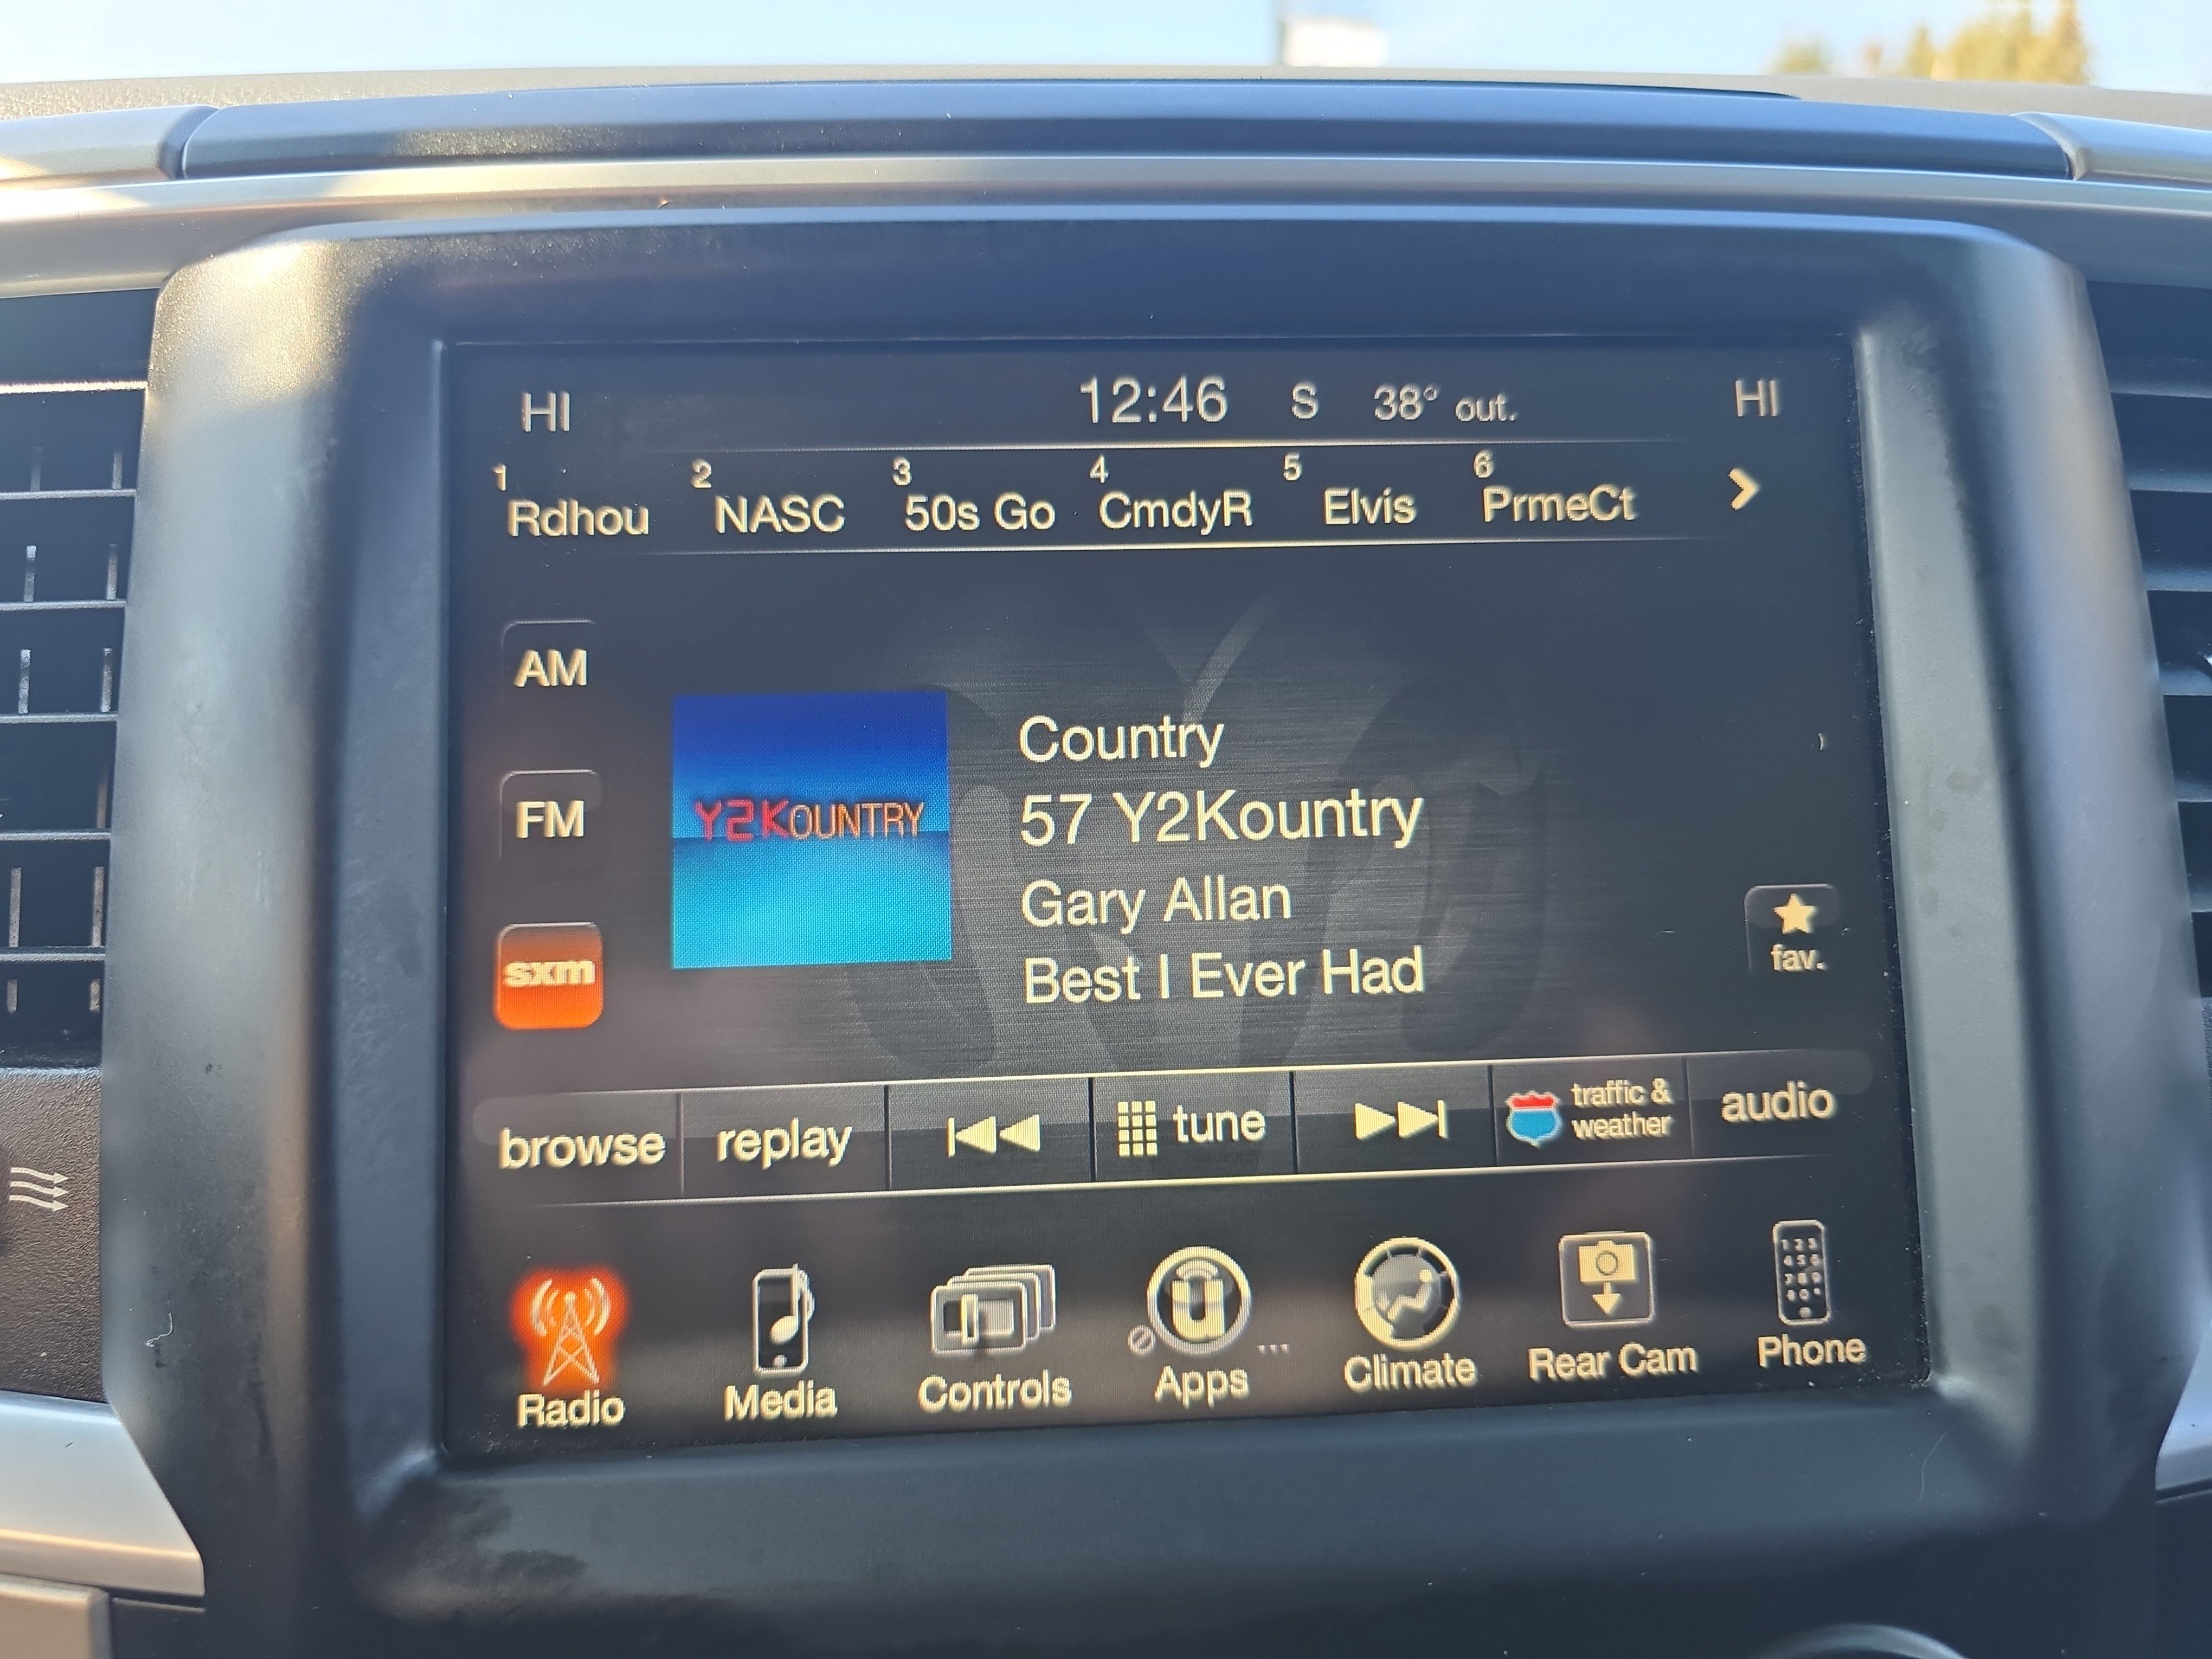 HI 12:46 S 38° out. HI
1 Rdhou 2 NASC 3 50s Go 4 CmdyR 5 Elvis 6 PrmeCt
AM
FM
sxm
Y2KOUNTRY
Country
57 Y2Kountry
Gary Allan
Best I Ever Had
fav.
browse replay tune traffic & audio
weather
Radio Media Controls Apps ... Climate Rear Cam Phone